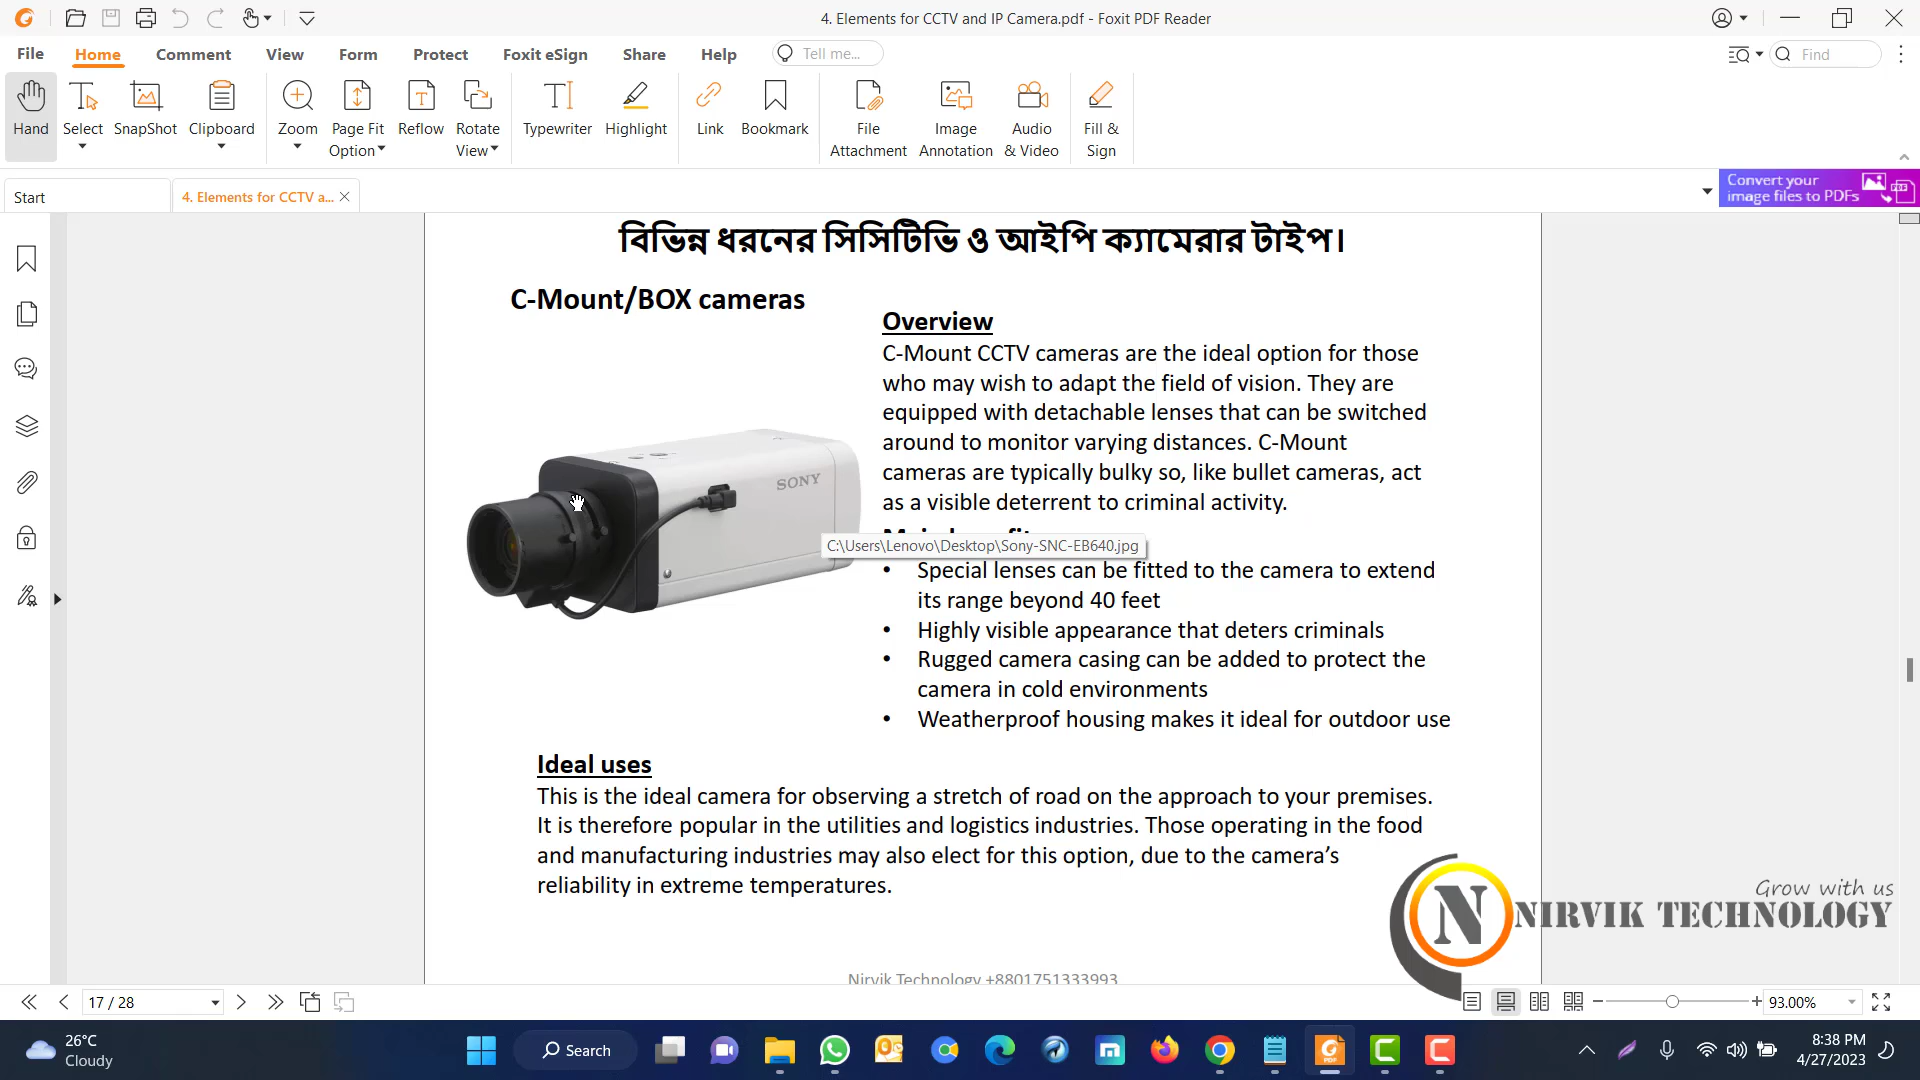 4. Elements for CCTV and IP Camera.pdf - Foxit PDF Reader
File Home Comment View Form Protect Foxit eSign Share Help Tell me... Find
Hand Select SnapShot Clipboard Zoom Page Fit Option Reflow Rotate View Typewriter Highlight Link Bookmark File Attachment Image Annotation Audio & Video Fill & Sign
Start 4. Elements for CCTV a...
Convert your
image files to PDFs
বিভিন্ন ধরনের সিসিটিভি ও আইপি ক্যামেরার টাইপ।
C-Mount/BOX cameras
SONY
Overview
C-Mount CCTV cameras are the ideal option for those
who may wish to adapt the field of vision. They are
equipped with detachable lenses that can be switched
around to monitor varying distances. C-Mount
cameras are typically bulky so, like bullet cameras, act
as a visible deterrent to criminal activity.
C:\Users\Lenovo\Desktop\Sony-SNC-EB640.jpg
• Special lenses can be fitted to the camera to extend
its range beyond 40 feet
• Highly visible appearance that deters criminals
• Rugged camera casing can be added to protect the
camera in cold environments
• Weatherproof housing makes it ideal for outdoor use
Ideal uses
This is the ideal camera for observing a stretch of road on the approach to your premises.
It is therefore popular in the utilities and logistics industries. Those operating in the food
and manufacturing industries may also elect for this option, due to the camera’s
reliability in extreme temperatures.
Grow with us
N NIRVIK TECHNOLOGY
Nirvik Technology +8801751333993
17 / 28
93.00%
26°C
Cloudy
Search
8:38 PM
4/27/2023